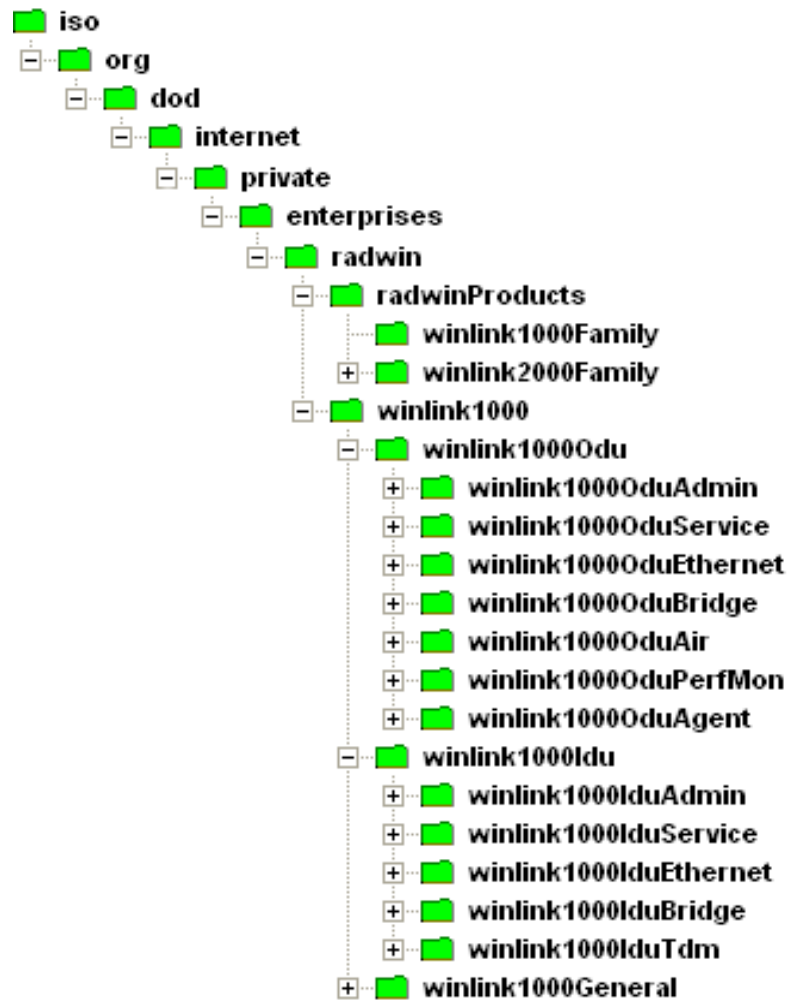 iso
org
dod
internet
private
enterprises
radwin
radwinProducts
winlink1000Family
winlink2000Family
winlink1000
winlink1000Odu
winlink1000OduAdmin
winlink1000OduService
winlink1000OduEthernet
winlink1000OduBridge
winlink1000OduAir
winlink1000OduPerfMon
winlink1000OduAgent
winlink1000Idu
winlink1000IduAdmin
winlink1000IduService
winlink1000IduEthernet
winlink1000IduBridge
winlink1000IduTdm
winlink1000General